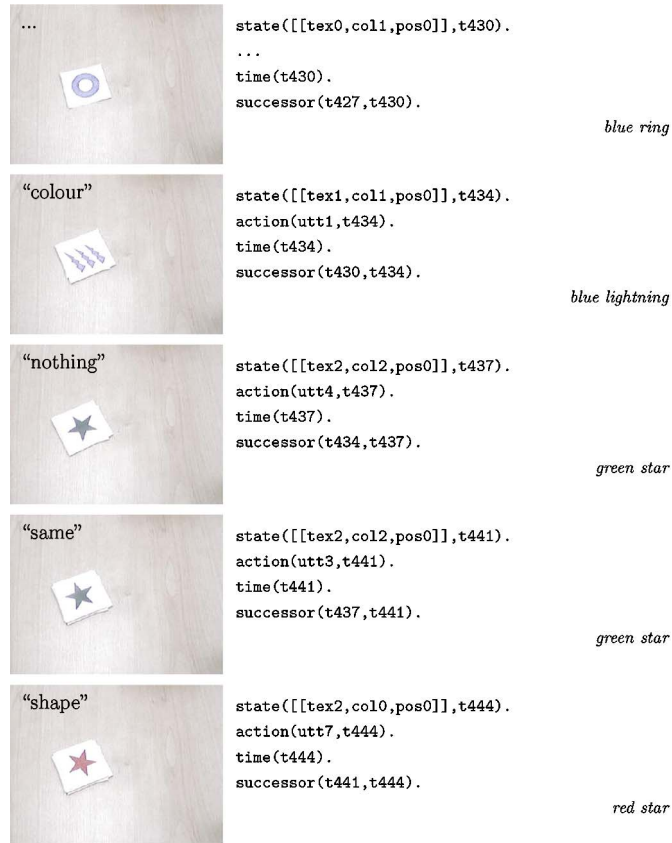 ...
state([[tex0,col1,pos0]],t430).
...
time(t430).
successor(t427,t430).
blue ring
“colour”
state([[tex1,col1,pos0]],t434).
action(utt1,t434).
time(t434).
successor(t430,t434).
blue lightning
“nothing”
state([[tex2,col2,pos0]],t437).
action(utt4,t437).
time(t437).
successor(t434,t437).
green star
“same”
state([[tex2,col2,pos0]],t441).
action(utt3,t441).
time(t441).
successor(t437,t441).
green star
“shape”
state([[tex2,col0,pos0]],t444).
action(utt7,t444).
time(t444).
successor(t441,t444).
red star